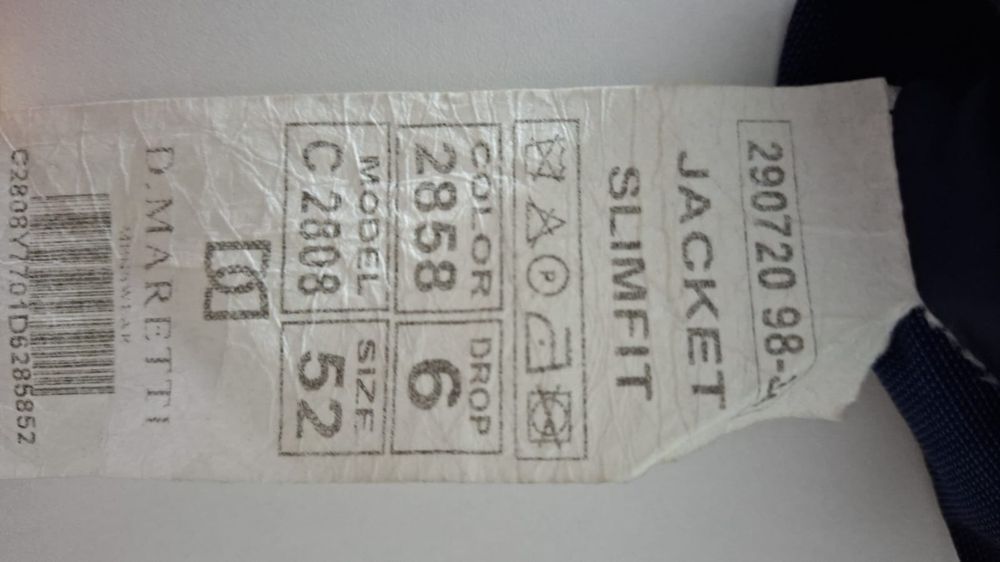 290720 98-
JACKET
SLIMFIT
P
COLOR
2858
DROP
6
MODEL
C 2808
SIZE
52
D.MARETTI
C2808Y7701D6285852